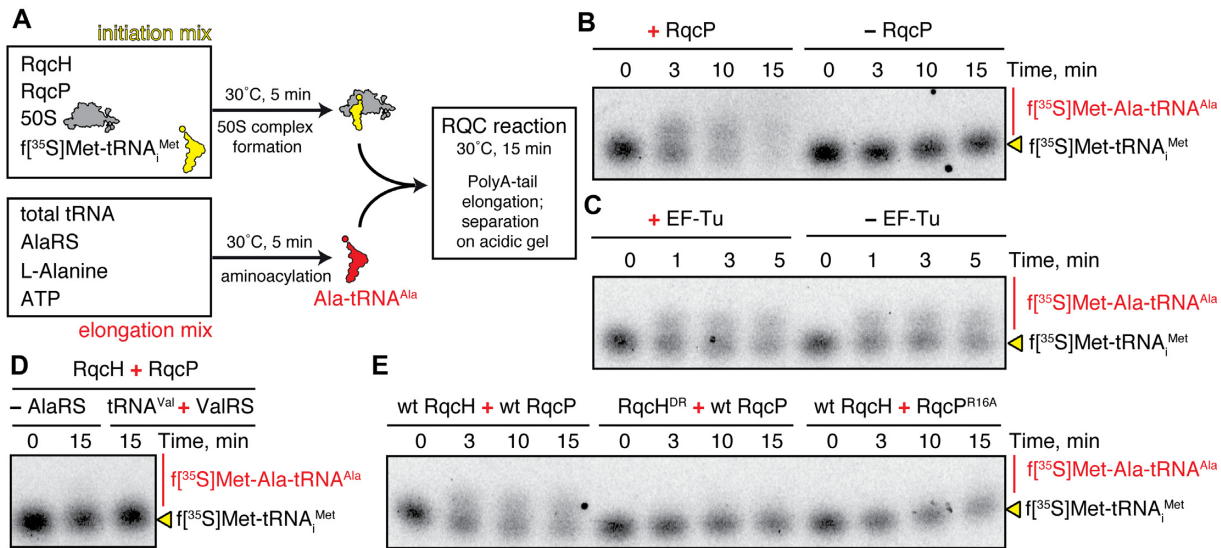 A
initiation mix
RqcH
RqcP
50S
f[³⁵S]Met-tRNAᵢᴹᵉᵗ
30°C, 5 min
50S complex
formation
total tRNA
AlaRS
L-Alanine
ATP
elongation mix
30°C, 5 min
aminoacylation
Ala-tRNAᴬˡᵃ
RQC reaction
30°C, 15 min
PolyA-tail
elongation;
separation
on acidic gel
B
+ RqcP – RqcP
0 3 10 15 0 3 10 15 Time, min
f[³⁵S]Met-Ala-tRNAᴬˡᵃ
f[³⁵S]Met-tRNAᵢᴹᵉᵗ
C
+ EF-Tu – EF-Tu
0 1 3 5 0 1 3 5 Time, min
f[³⁵S]Met-Ala-tRNAᴬˡᵃ
f[³⁵S]Met-tRNAᵢᴹᵉᵗ
D
RqcH + RqcP
– AlaRS tRNAⱽᵃˡ + ValRS
0 15 15 Time, min
f[³⁵S]Met-Ala-tRNAᴬˡᵃ
f[³⁵S]Met-tRNAᵢᴹᵉᵗ
E
wt RqcH + wt RqcP RqcHᴰᴿ + wt RqcP wt RqcH + RqcPᴿ¹⁶ᴬ
0 3 10 15 0 3 10 15 0 3 10 15 Time, min
f[³⁵S]Met-Ala-tRNAᴬˡᵃ
f[³⁵S]Met-tRNAᵢᴹᵉᵗ